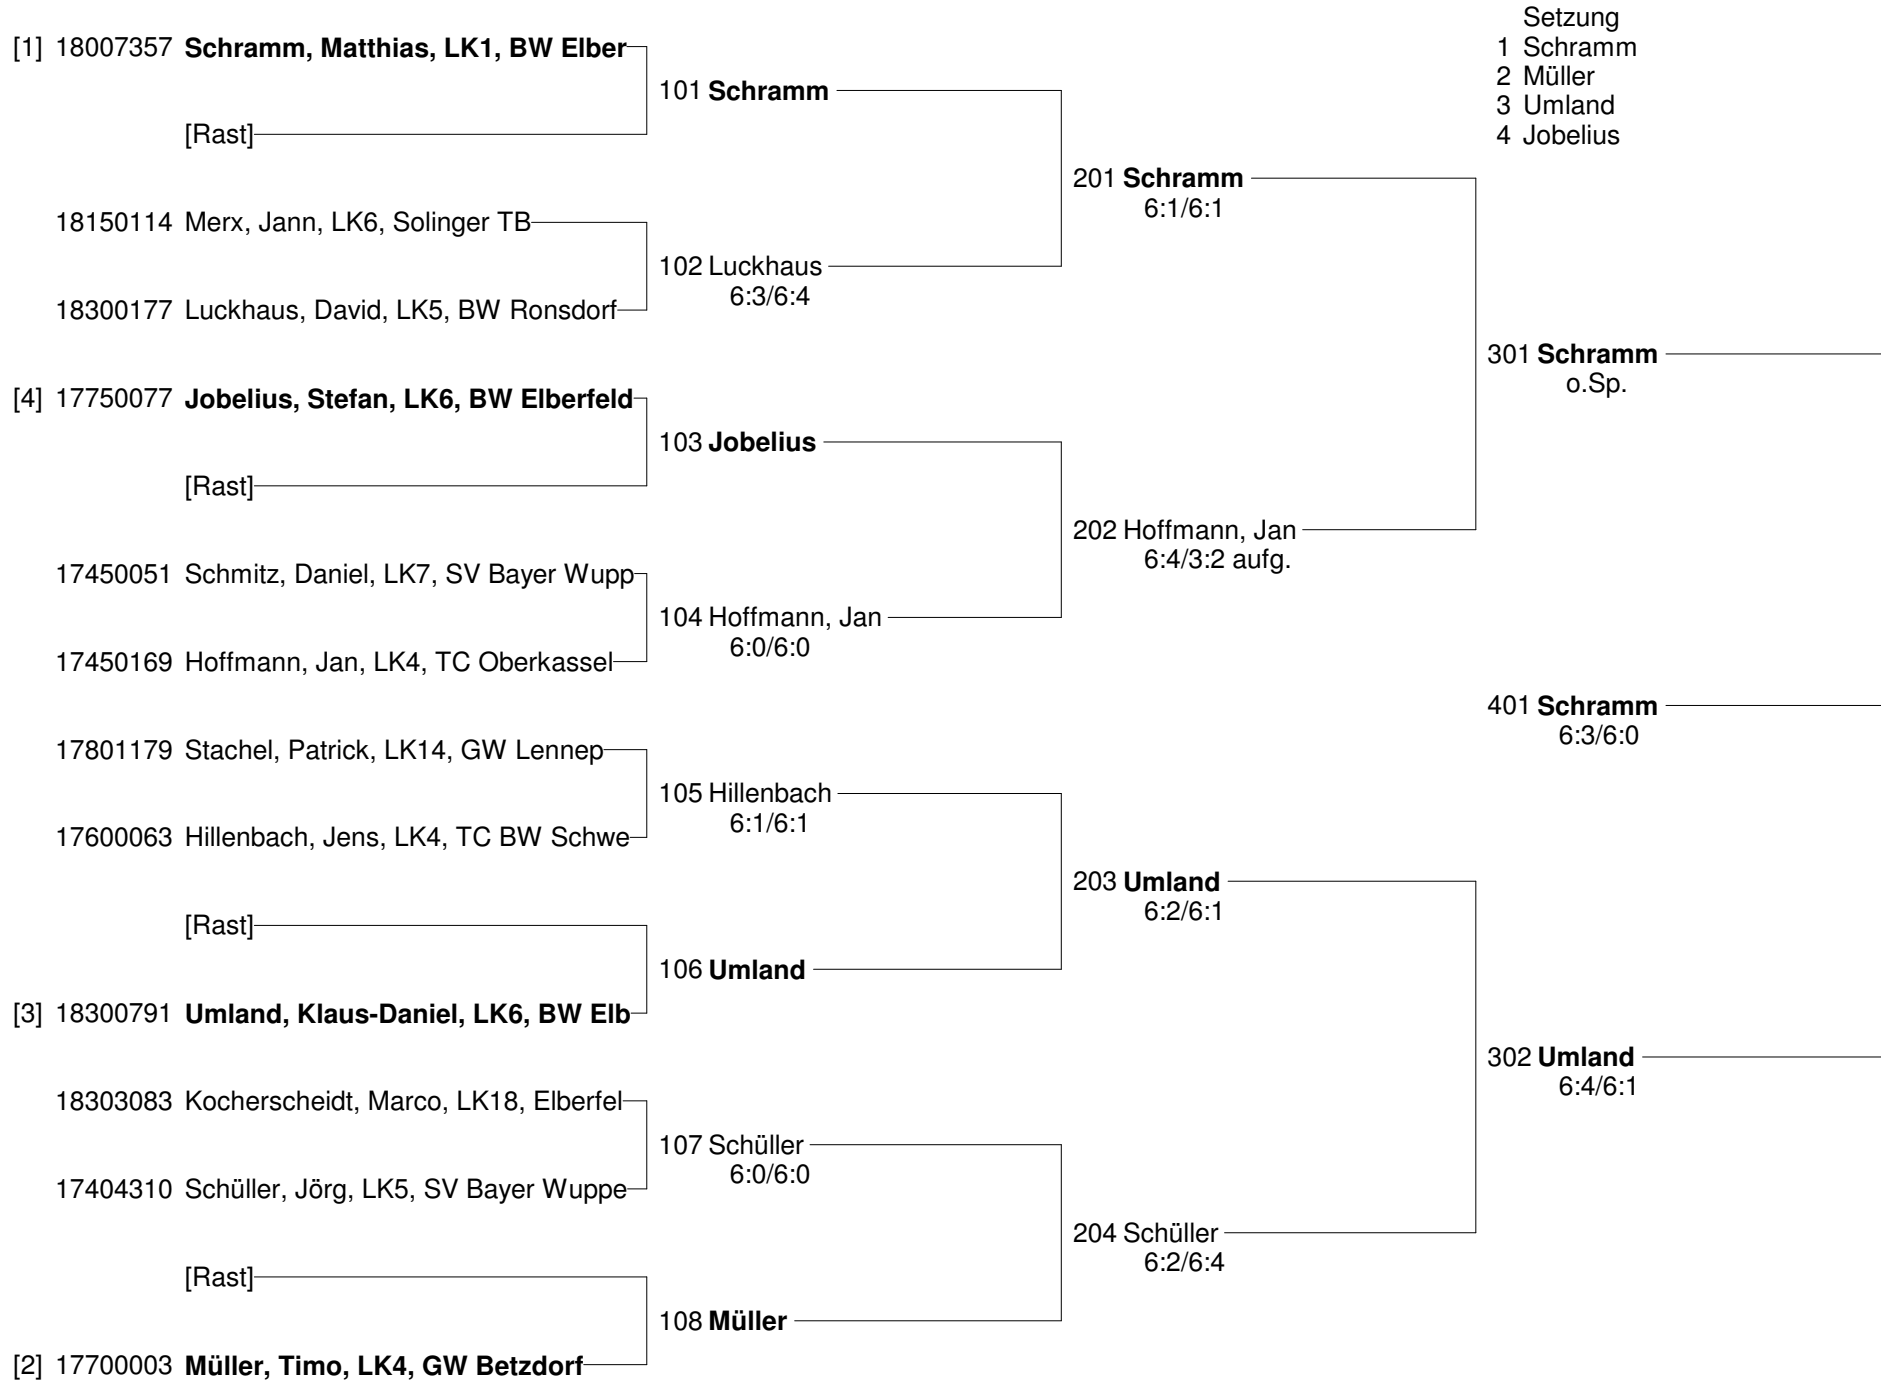 Setzung
1 Schramm
2 Müller
3 Umland
4 Jobelius
[1] 18007357 Schramm, Matthias, LK1, BW Elber
[Rast]
18150114 Merx, Jann, LK6, Solinger TB
18300177 Luckhaus, David, LK5, BW Ronsdorf
[4] 17750077 Jobelius, Stefan, LK6, BW Elberfeld
[Rast]
17450051 Schmitz, Daniel, LK7, SV Bayer Wupp
17450169 Hoffmann, Jan, LK4, TC Oberkassel
17801179 Stachel, Patrick, LK14, GW Lennep
17600063 Hillenbach, Jens, LK4, TC BW Schwe
[Rast]
[3] 18300791 Umland, Klaus-Daniel, LK6, BW Elb
18303083 Kocherscheidt, Marco, LK18, Elberfel
17404310 Schüller, Jörg, LK5, SV Bayer Wuppe
[Rast]
[2] 17700003 Müller, Timo, LK4, GW Betzdorf
101 Schramm
102 Luckhaus
6:3/6:4
103 Jobelius
104 Hoffmann, Jan
6:0/6:0
105 Hillenbach
6:1/6:1
106 Umland
107 Schüller
6:0/6:0
108 Müller
201 Schramm
6:1/6:1
202 Hoffmann, Jan
6:4/3:2 aufg.
203 Umland
6:2/6:1
204 Schüller
6:2/6:4
301 Schramm
o.Sp.
401 Schramm
6:3/6:0
302 Umland
6:4/6:1